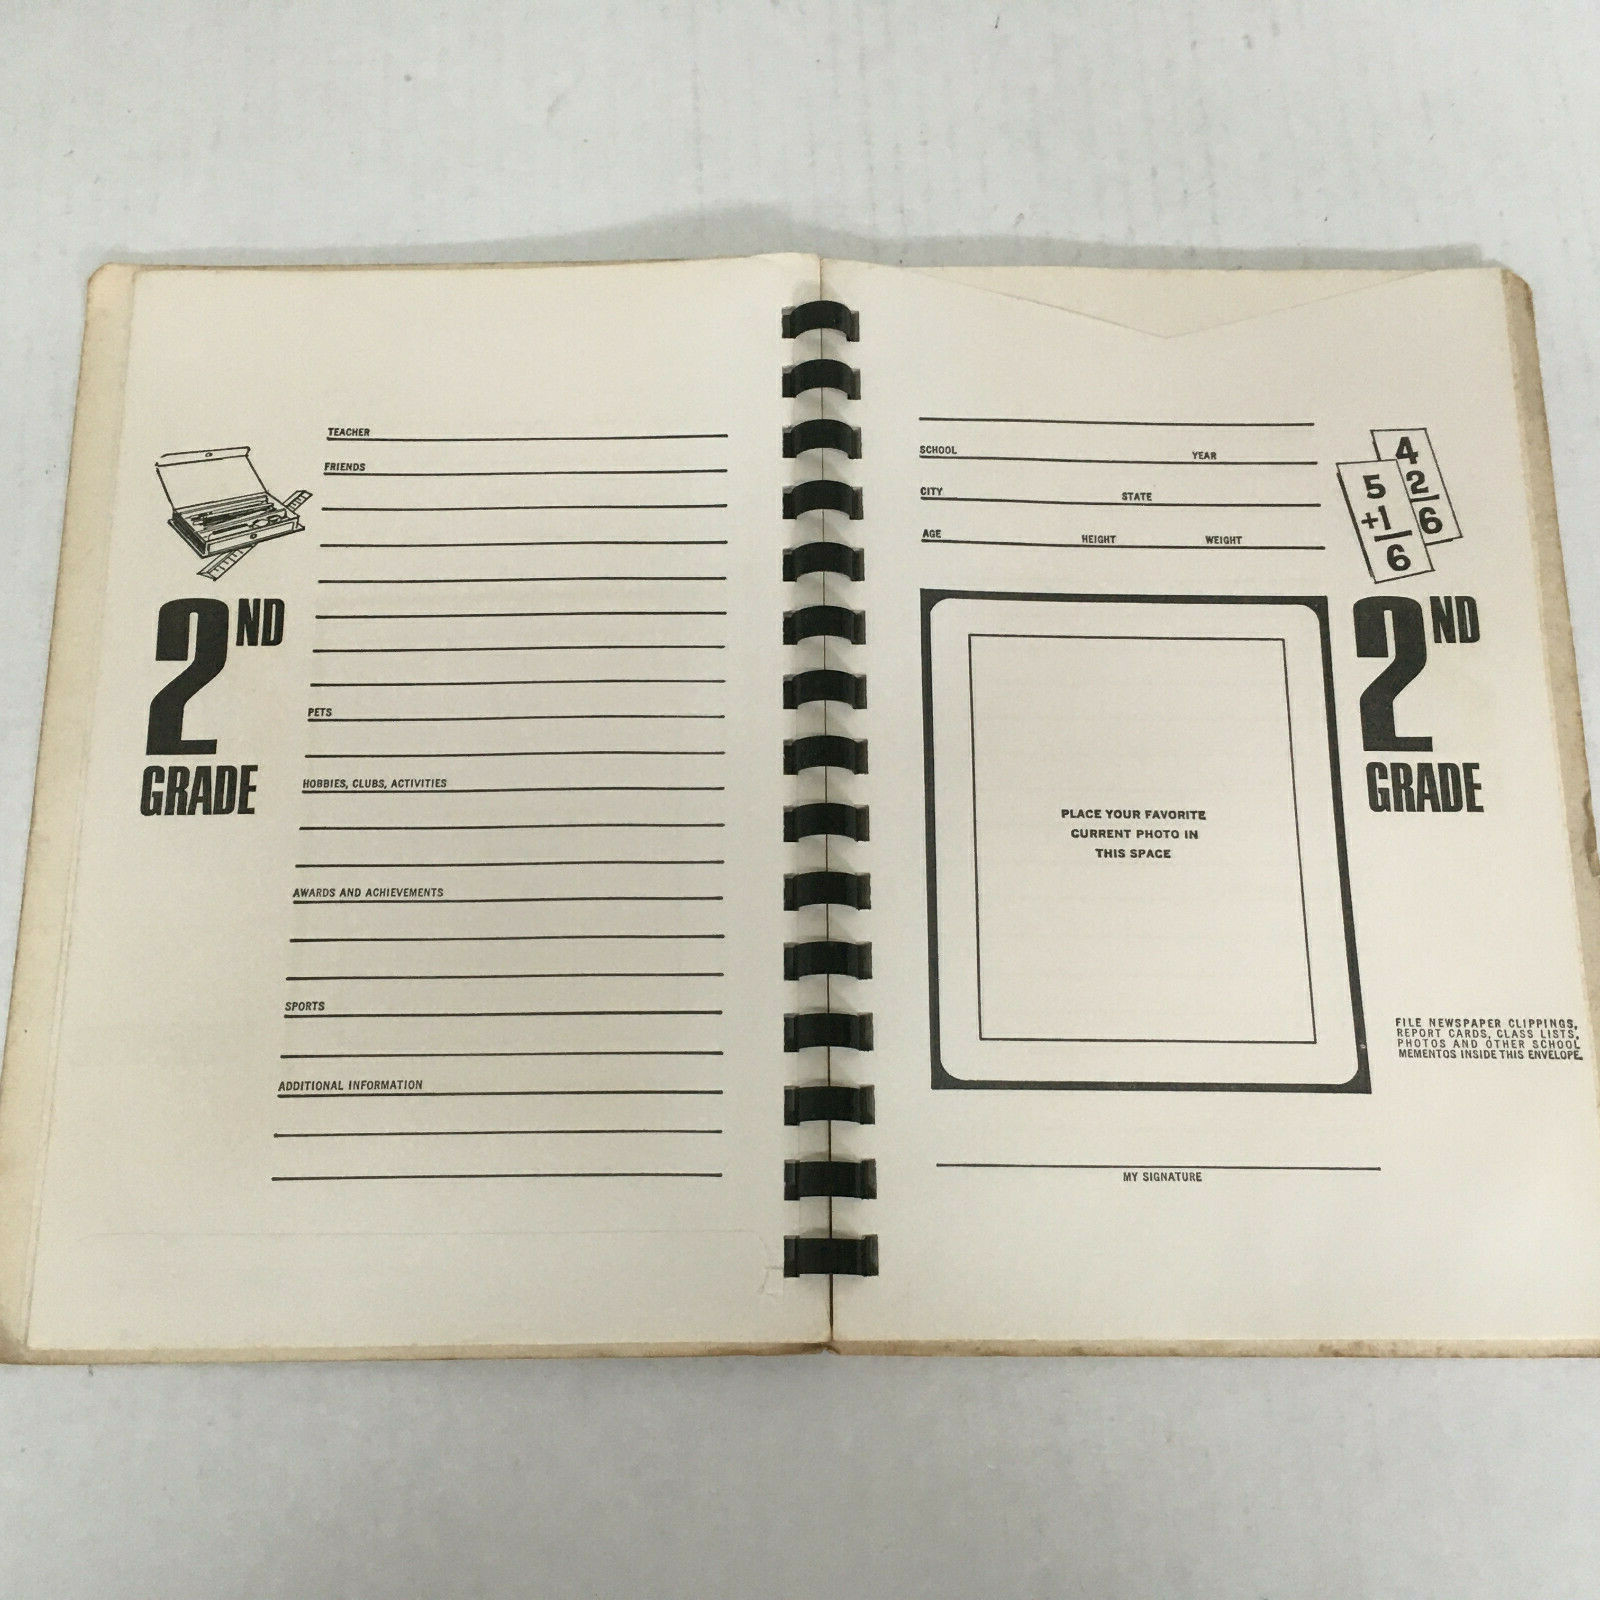 TEACHER
FRIENDS
2ND
GRADE
PETS
HOBBIES, CLUBS, ACTIVITIES
AWARDS AND ACHIEVEMENTS
SPORTS
ADDITIONAL INFORMATION
SCHOOL YEAR
CITY STATE
AGE HEIGHT WEIGHT
4
2
6
5
+1
6
2ND
GRADE
PLACE YOUR FAVORITE
CURRENT PHOTO IN
THIS SPACE
FILE NEWSPAPER CLIPPINGS,
REPORT CARDS, CLASS LISTS,
PHOTOS AND OTHER SCHOOL
MEMENTOS INSIDE THIS ENVELOPE.
MY SIGNATURE